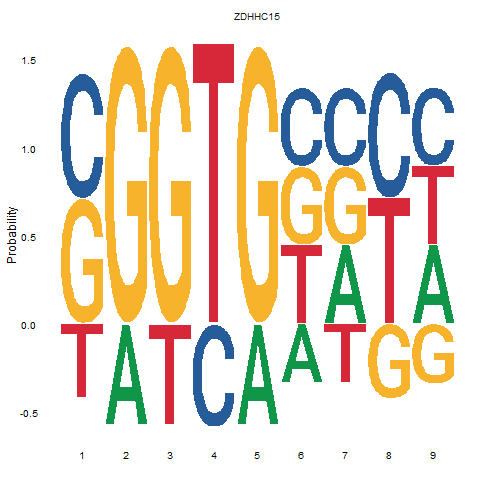 ZDHHC15
1.5
1.0
0.5
0.0
-0.5
Probability
C G G T G C C C C
G G G T T
T A A
T A T C A A T G G
1 2 3 4 5 6 7 8 9